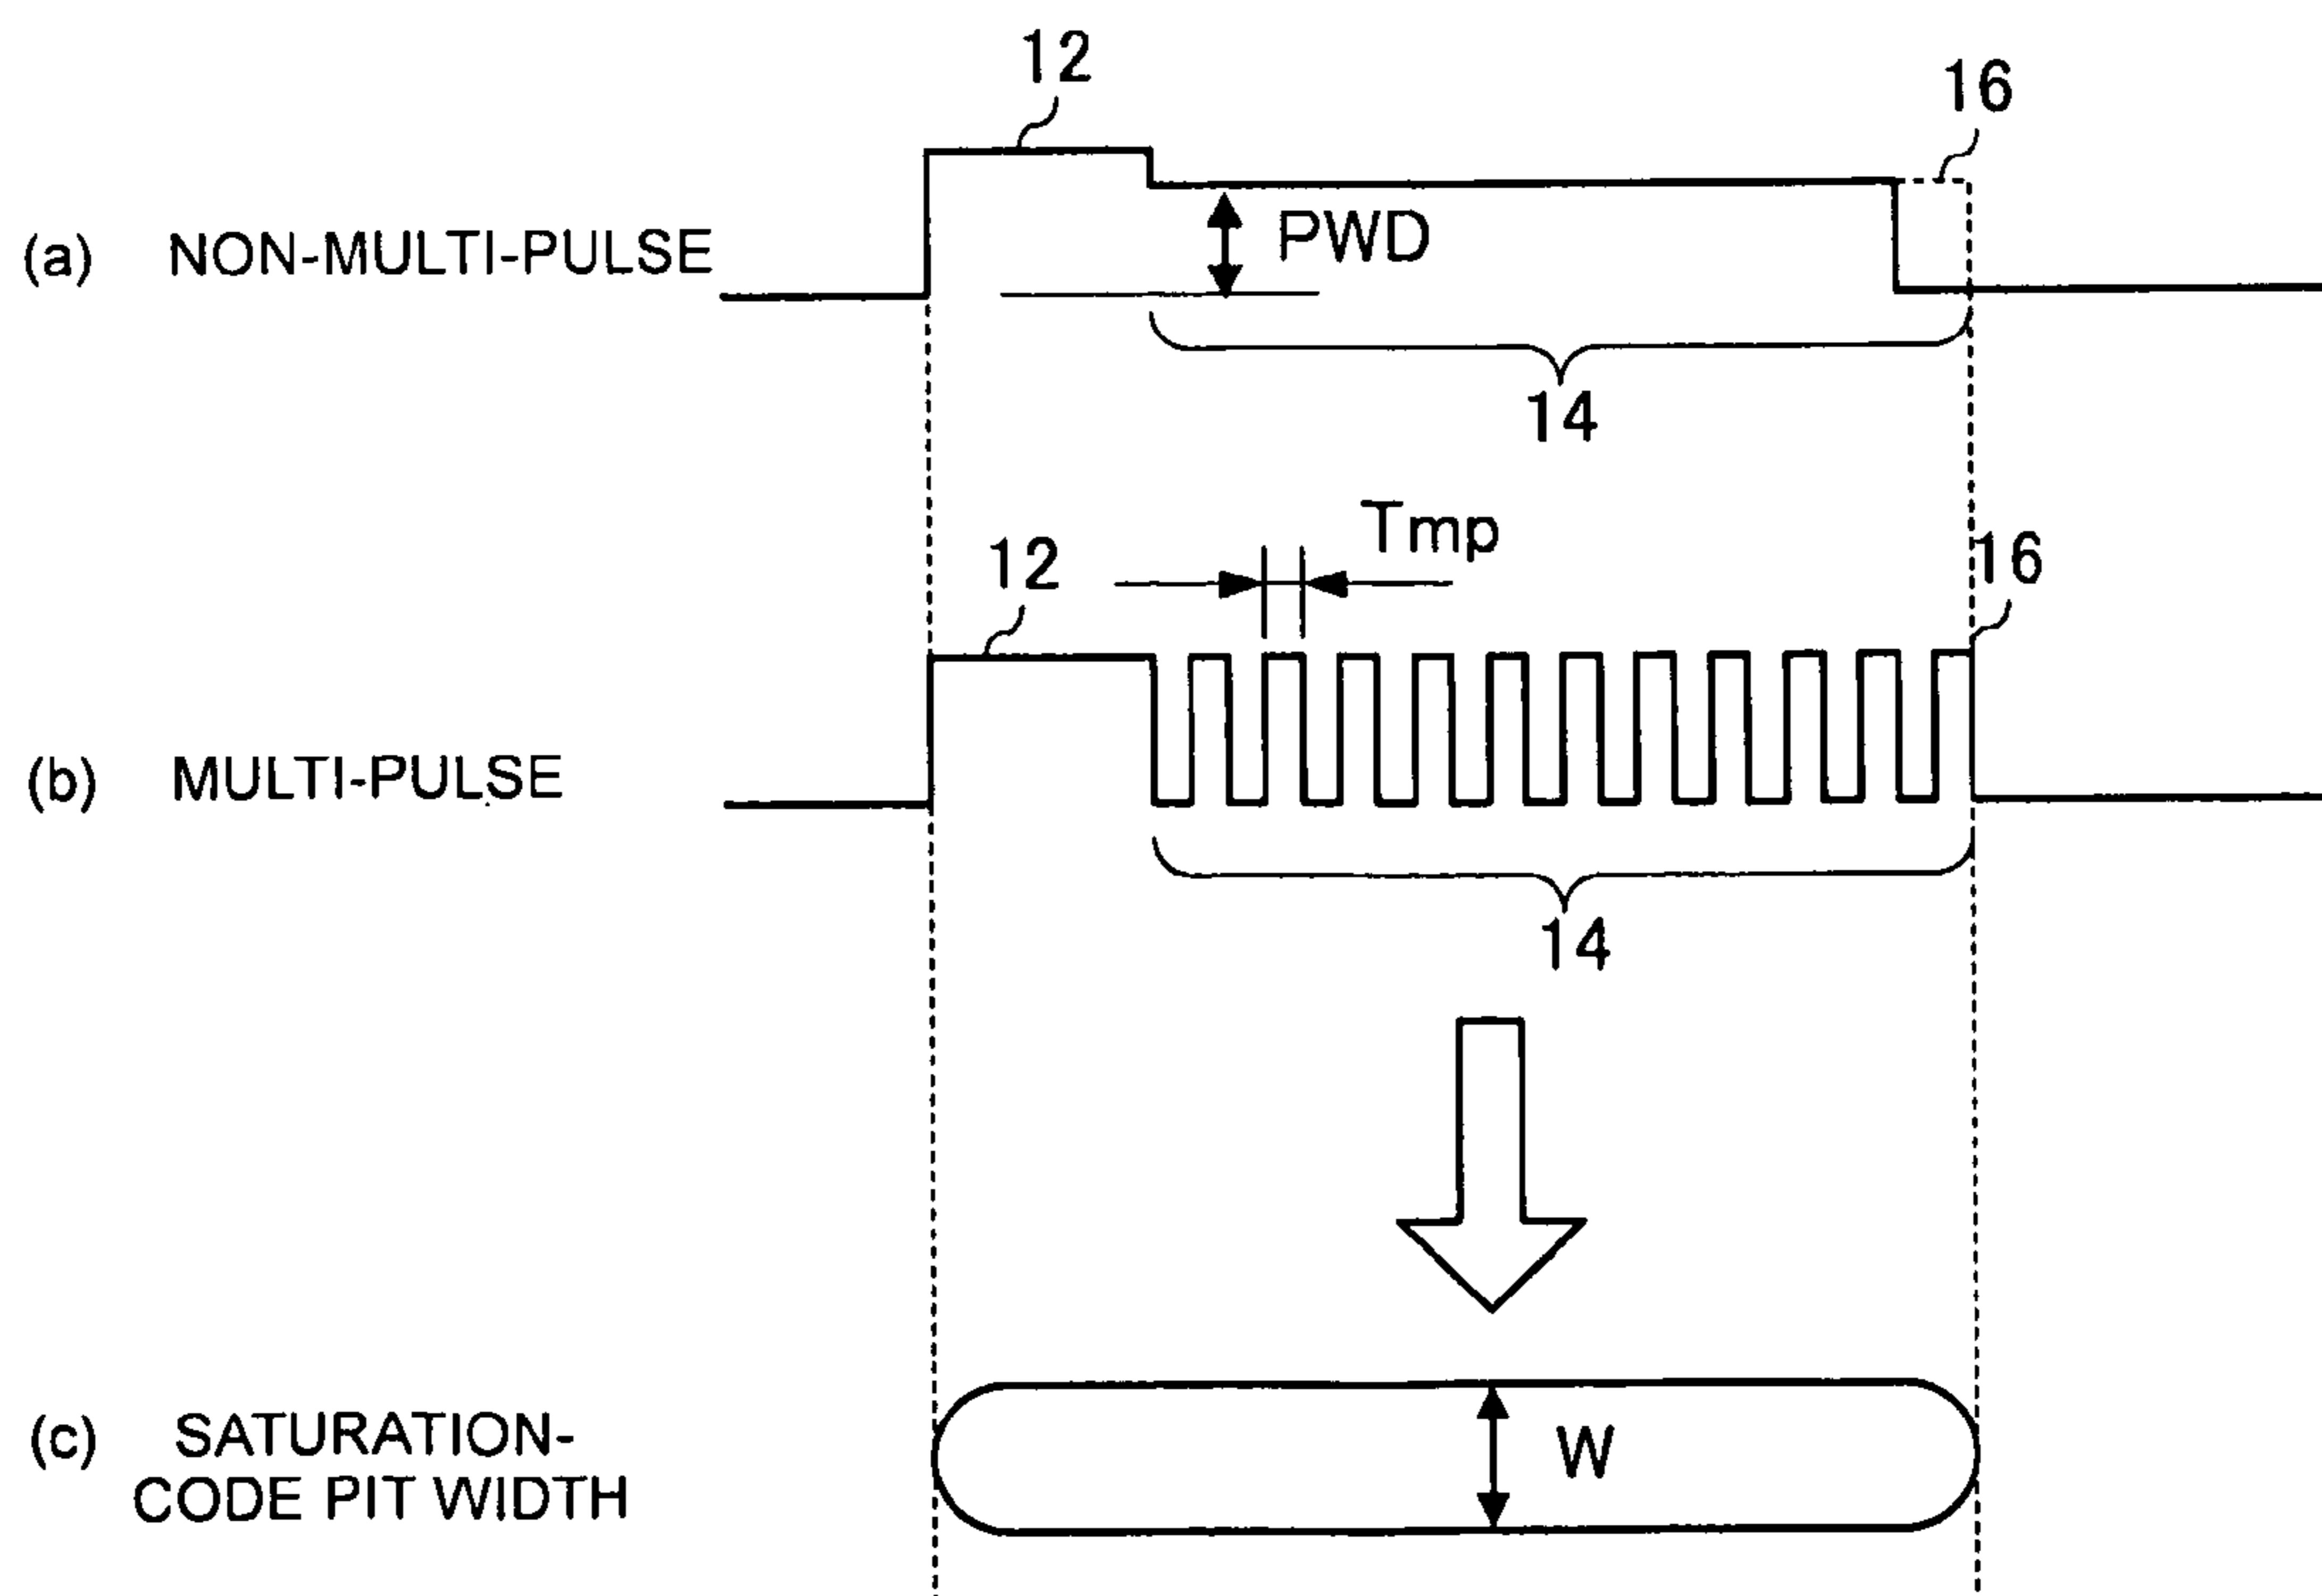 12
16
(a) NON-MULTI-PULSE
PWD
14
Tmp
12
16
(b) MULTI-PULSE
14
(c) SATURATION-
CODE PIT WIDTH
W